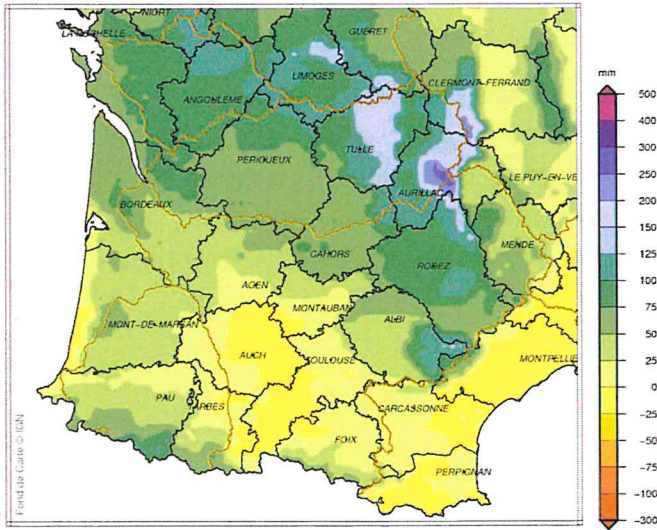 NIORT
LA ROCHELLE
GUERET
LIMOGES
CLERMONT-FERRAND
ANGOULEME
TULLE
PERIGUEUX
AURILLAC
LE PUY-EN-VE
BORDEAUX
MENDE
CAHORS
RODEZ
AGEN
MONTAUBAN
ALBI
MONT-DE-MARSAN
AUCH
TOULOUSE
MONTPELLIE
PAU
TARBES
CARCASSONNE
FOIX
PERPIGNAN
Fond de Carte © IGN
mm
500
400
300
250
200
150
100
75
50
25
0
-25
-50
-75
-100
-300